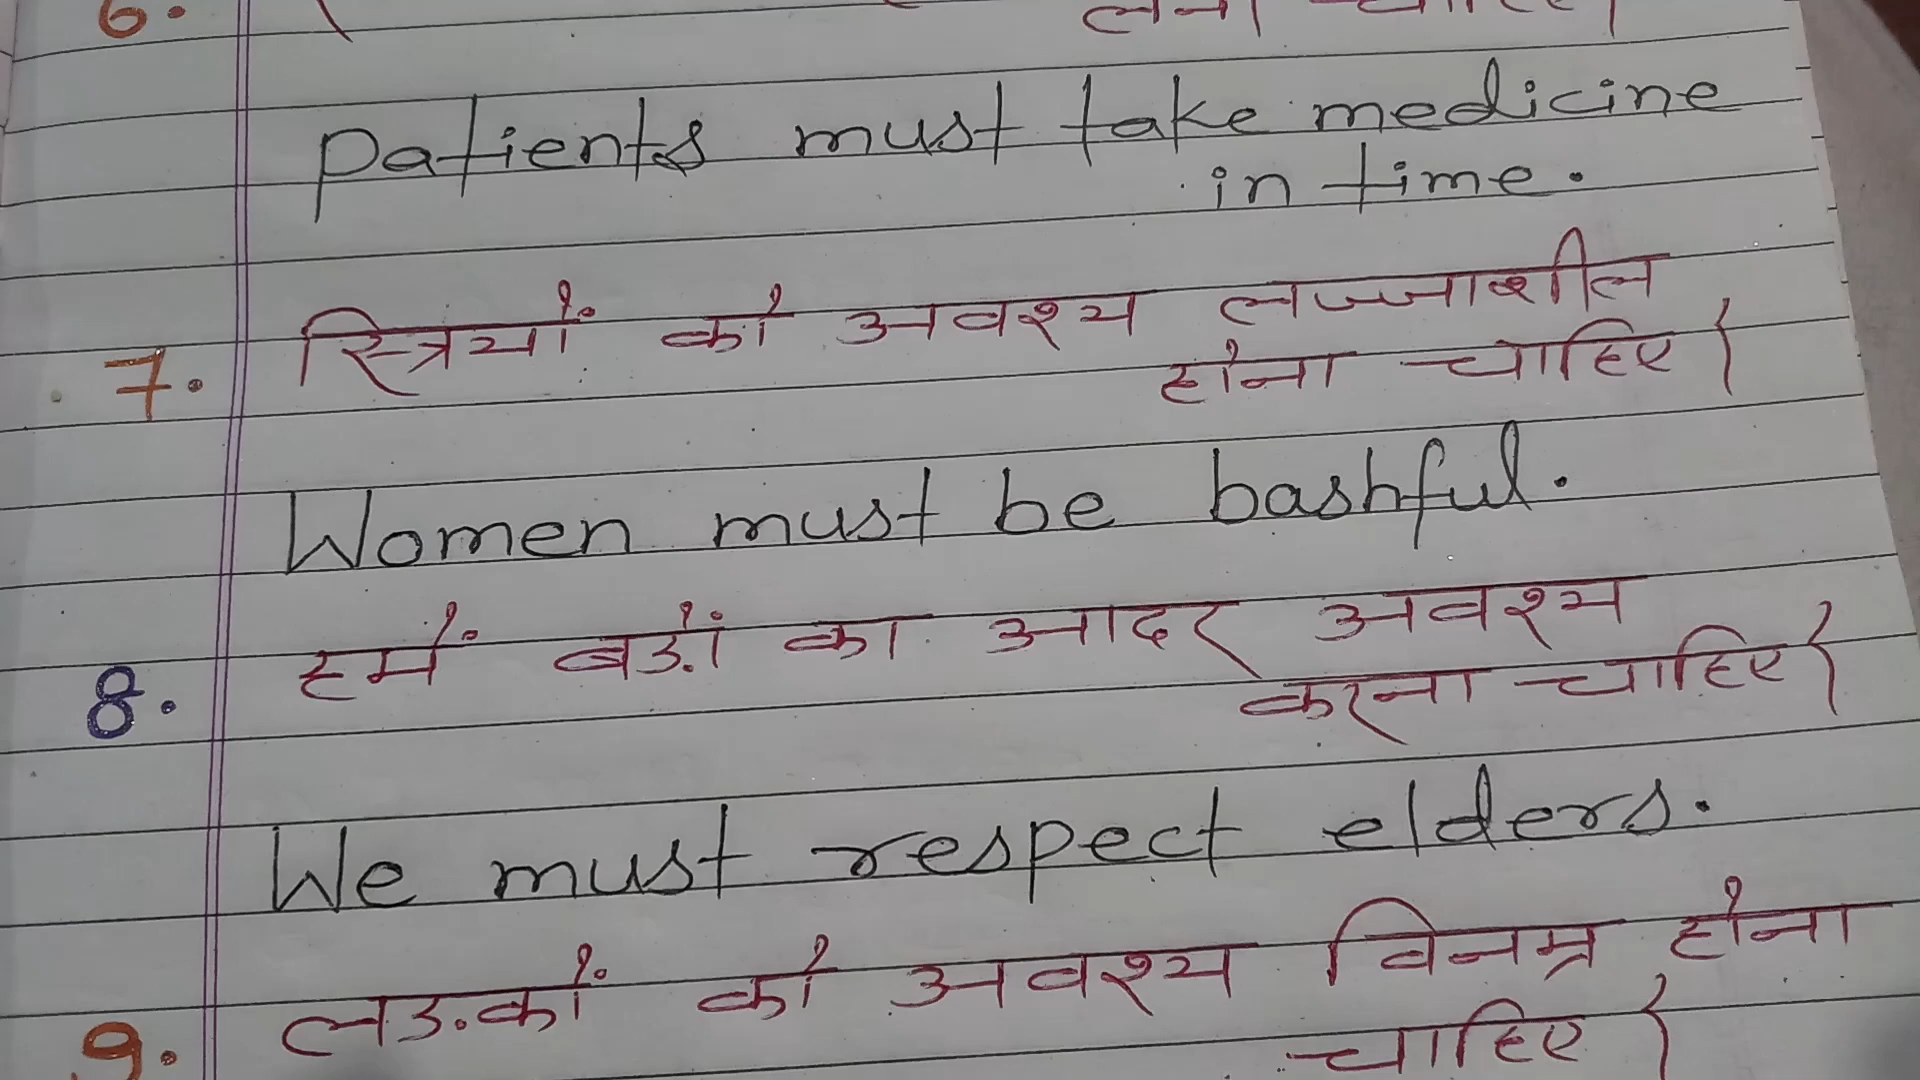 6.
लेना चाहिए।
patients must take medicine
in time.
7. स्त्रियों को अवश्य लज्जाशील
होना चाहिए।
Women must be bashful.
8. हमें बड़ों का आदर अवश्य
करना चाहिए।
We must respect elders.
9. लड़कों को अवश्य विनम्र होना
चाहिए।